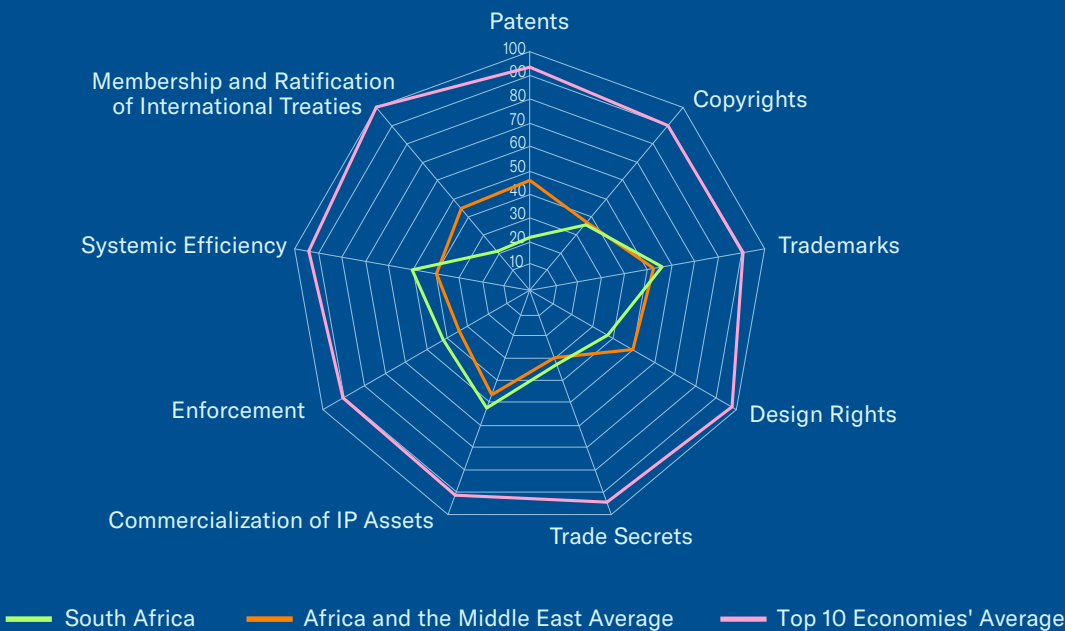 Patents
100
90
80
70
60
50
40
30
20
10
Membership and Ratification
of International Treaties
Copyrights
Systemic Efficiency
Trademarks
Enforcement
Design Rights
Commercialization of IP Assets
Trade Secrets
South Africa
Africa and the Middle East Average
Top 10 Economies' Average